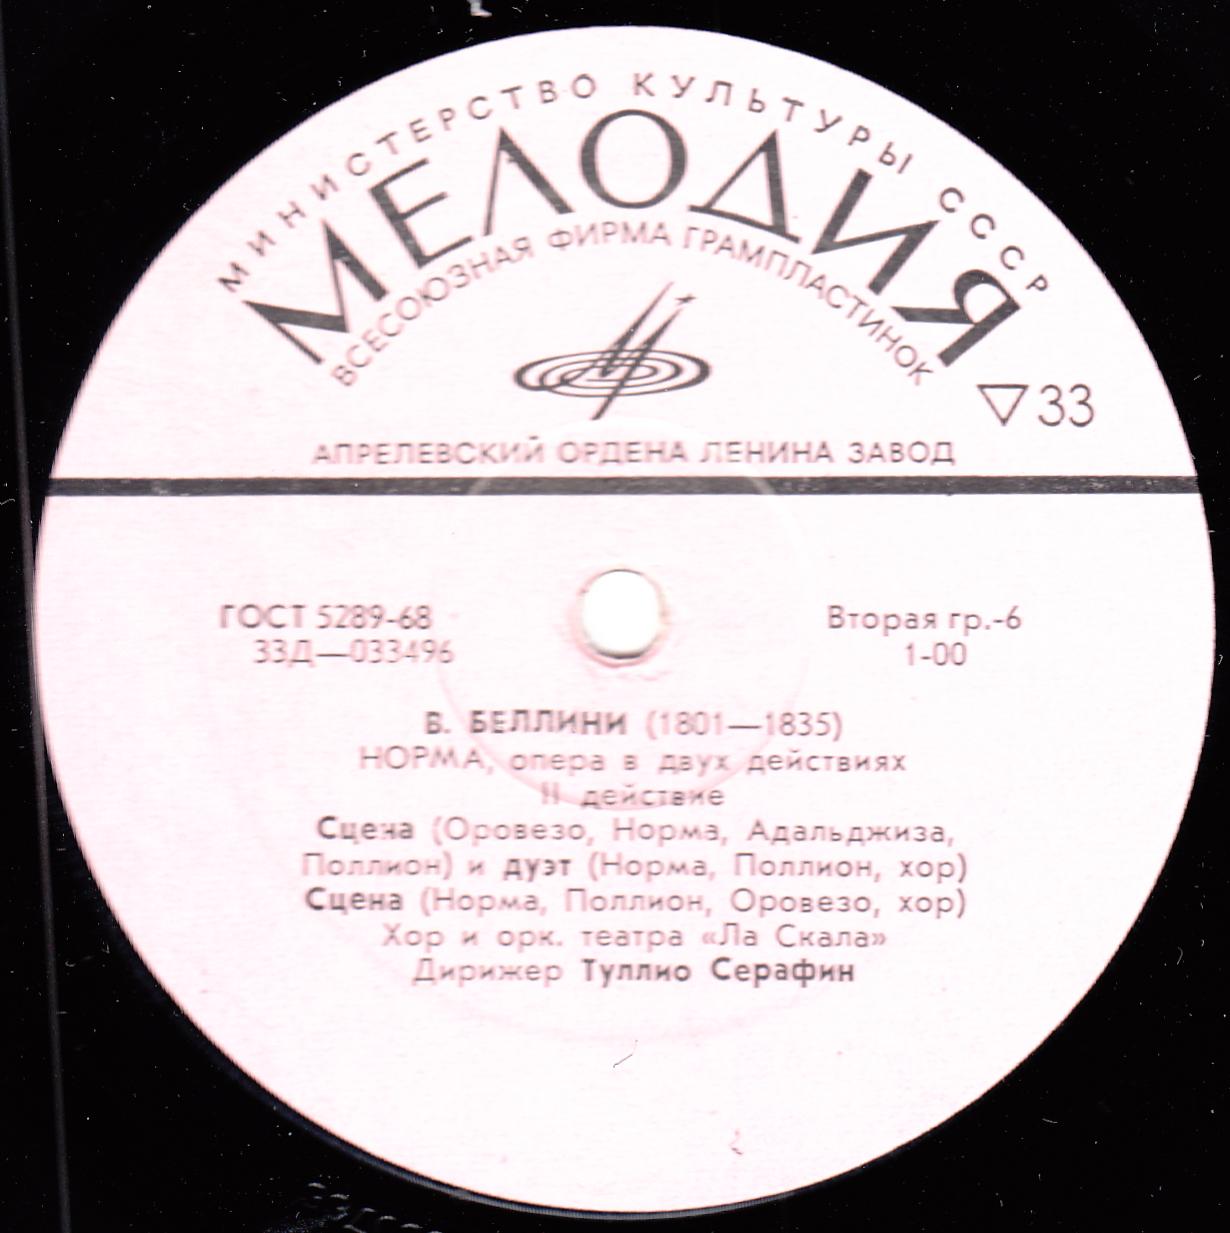 МИНИСТЕРСТВО КУЛЬТУРЫ СССР
МЕЛОДИЯ
ВСЕСОЮЗНАЯ ФИРМА ГРАМПЛАСТИНОК
33
АПРЕЛЕВСКИЙ ОРДЕНА ЛЕНИНА ЗАВОД
ГОСТ 5289-68
33Д—033496
Вторая гр.-6
1-00
В. БЕЛЛИНИ (1801—1835)
НОРМА, опера в двух действиях
II действие
Сцена (Оровезо, Норма, Адальджиза,
Поллион) и дуэт (Норма, Поллион, хор)
Сцена (Норма, Поллион, Оровезо, хор)
Хор и орк. театра «Ла Скала»
Дирижер Туллио Серафин